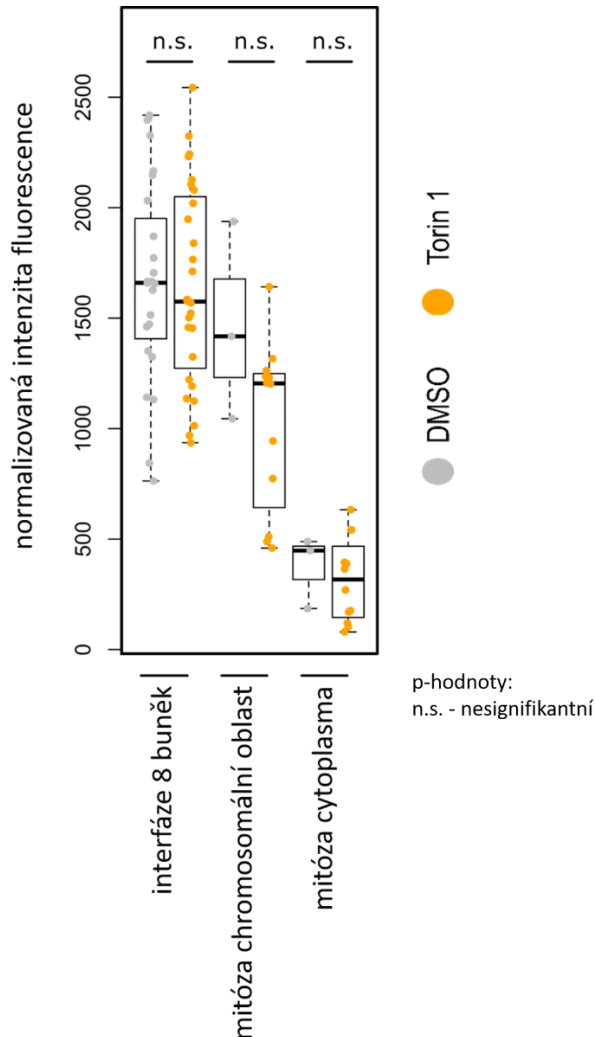 n.s. n.s. n.s.
normalizovaná intenzita fluorescence
2500
2000
1500
1000
500
0
Torin 1
DMSO
interfáze 8 buněk
mitóza chromosomální oblast
mitóza cytoplasma
p-hodnoty:
n.s. - nesignifikantní